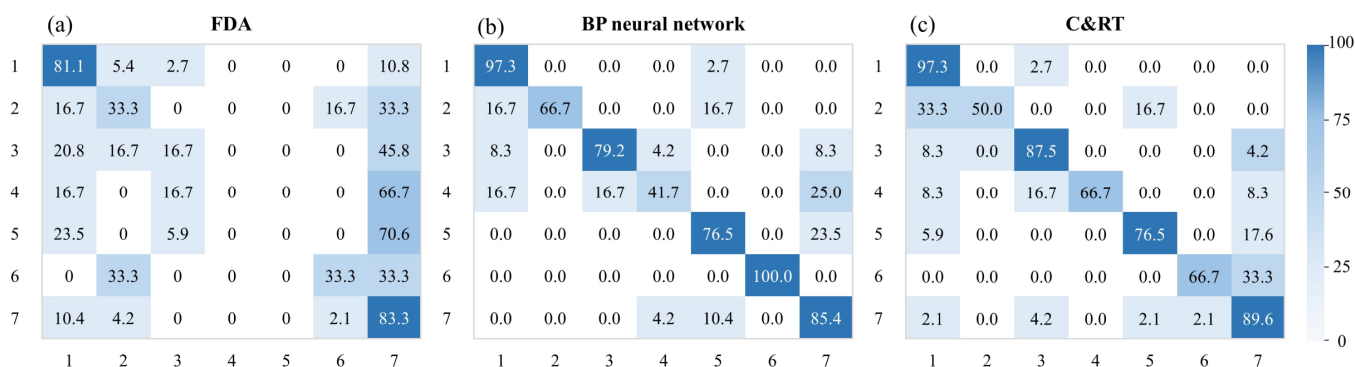 (a) FDA (b) BP neural network (c) C&RT
100
1 81.1 5.4 2.7 0 0 0 10.8 1 97.3 0.0 0.0 0.0 2.7 0.0 0.0 1 97.3 0.0 2.7 0.0 0.0 0.0 0.0
2 16.7 33.3 0 0 0 16.7 33.3 2 16.7 66.7 0.0 0.0 16.7 0.0 0.0 2 33.3 50.0 0.0 0.0 16.7 0.0 0.0
75
3 20.8 16.7 16.7 0 0 0 45.8 3 8.3 0.0 79.2 4.2 0.0 0.0 8.3 3 8.3 0.0 87.5 0.0 0.0 0.0 4.2
4 16.7 0 16.7 0 0 0 66.7 4 16.7 0.0 16.7 41.7 0.0 0.0 25.0 4 8.3 0.0 16.7 66.7 0.0 0.0 8.3
50
5 23.5 0 5.9 0 0 0 70.6 5 0.0 0.0 0.0 0.0 76.5 0.0 23.5 5 5.9 0.0 0.0 0.0 76.5 0.0 17.6
6 0 33.3 0 0 0 33.3 33.3 6 0.0 0.0 0.0 0.0 0.0 100.0 0.0 6 0.0 0.0 0.0 0.0 0.0 66.7 33.3
25
7 10.4 4.2 0 0 0 2.1 83.3 7 0.0 0.0 0.0 4.2 10.4 0.0 85.4 7 2.1 0.0 4.2 0.0 2.1 2.1 89.6
0
1 2 3 4 5 6 7 1 2 3 4 5 6 7 1 2 3 4 5 6 7